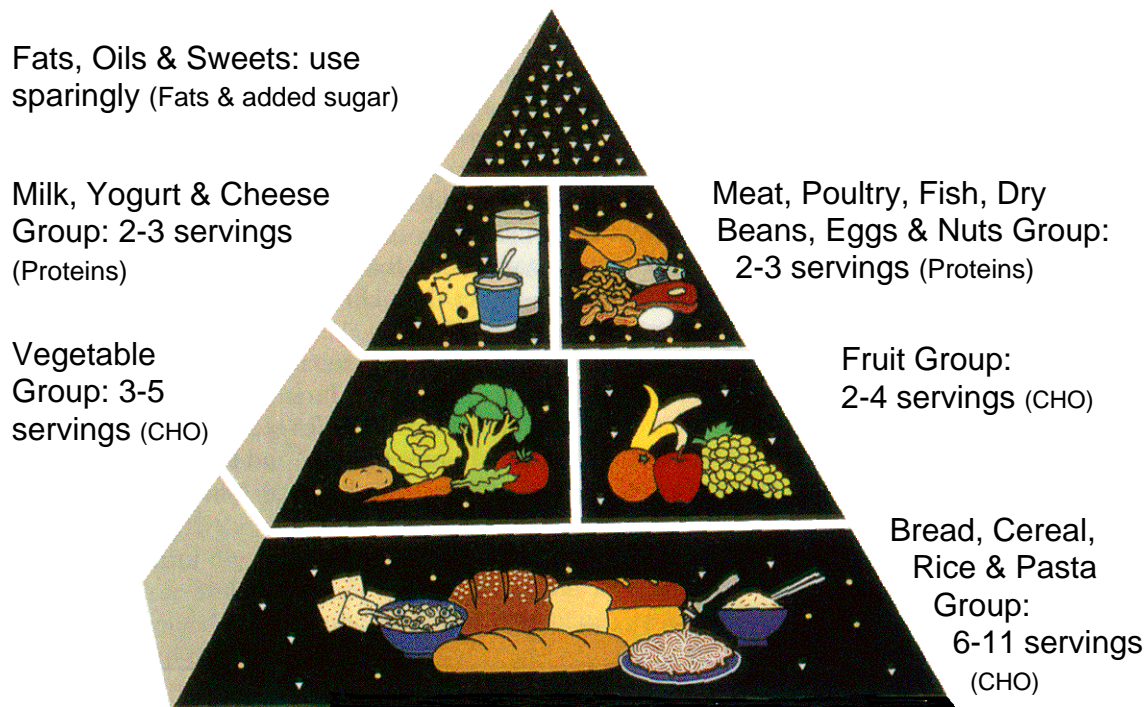 Fats, Oils & Sweets: use
sparingly (Fats & added sugar)
Milk, Yogurt & Cheese
Group: 2-3 servings
(Proteins)
Meat, Poultry, Fish, Dry
Beans, Eggs & Nuts Group:
2-3 servings (Proteins)
Vegetable
Group: 3-5
servings (CHO)
Fruit Group:
2-4 servings (CHO)
Bread, Cereal,
Rice & Pasta
Group:
6-11 servings
(CHO)